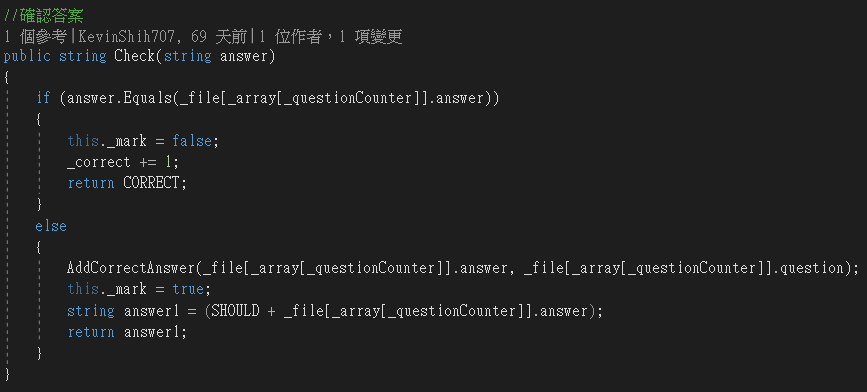 //確認答案
1 個參考|KevinShih707, 69 天前|1 位作者，1 項變更
public string Check(string answer)
{
    if (answer.Equals(_file[_array[_questionCounter]].answer))
    {
        this._mark = false;
        _correct += 1;
        return CORRECT;
    }
    else
    {
        AddCorrectAnswer(_file[_array[_questionCounter]].answer, _file[_array[_questionCounter]].question);
        this._mark = true;
        string answer1 = (SHOULD + _file[_array[_questionCounter]].answer);
        return answer1;
    }
}